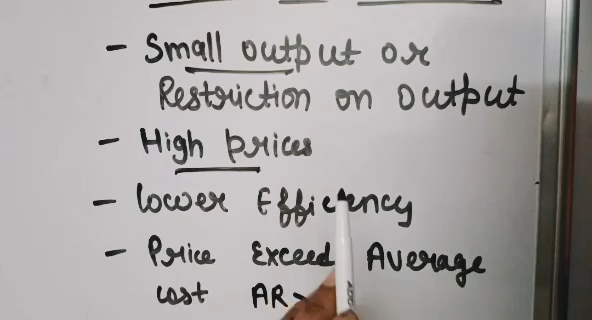 - Small output or
Restriction on output
- High prices
- Lower Efficiency
- Price Exceed Average
cost AR